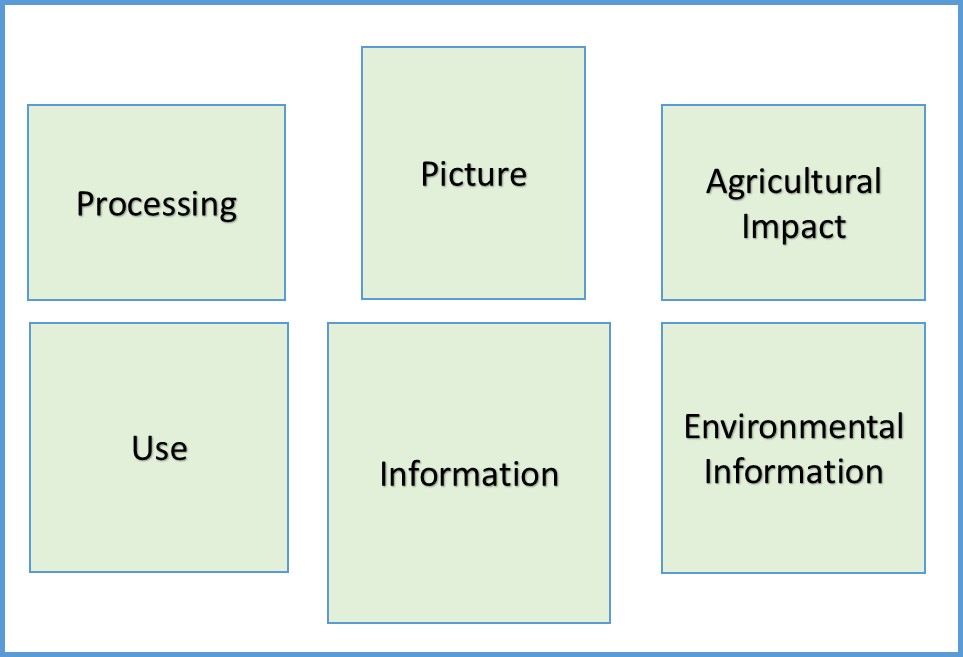 Processing
Picture
Agricultural
Impact
Use
Information
Environmental
Information